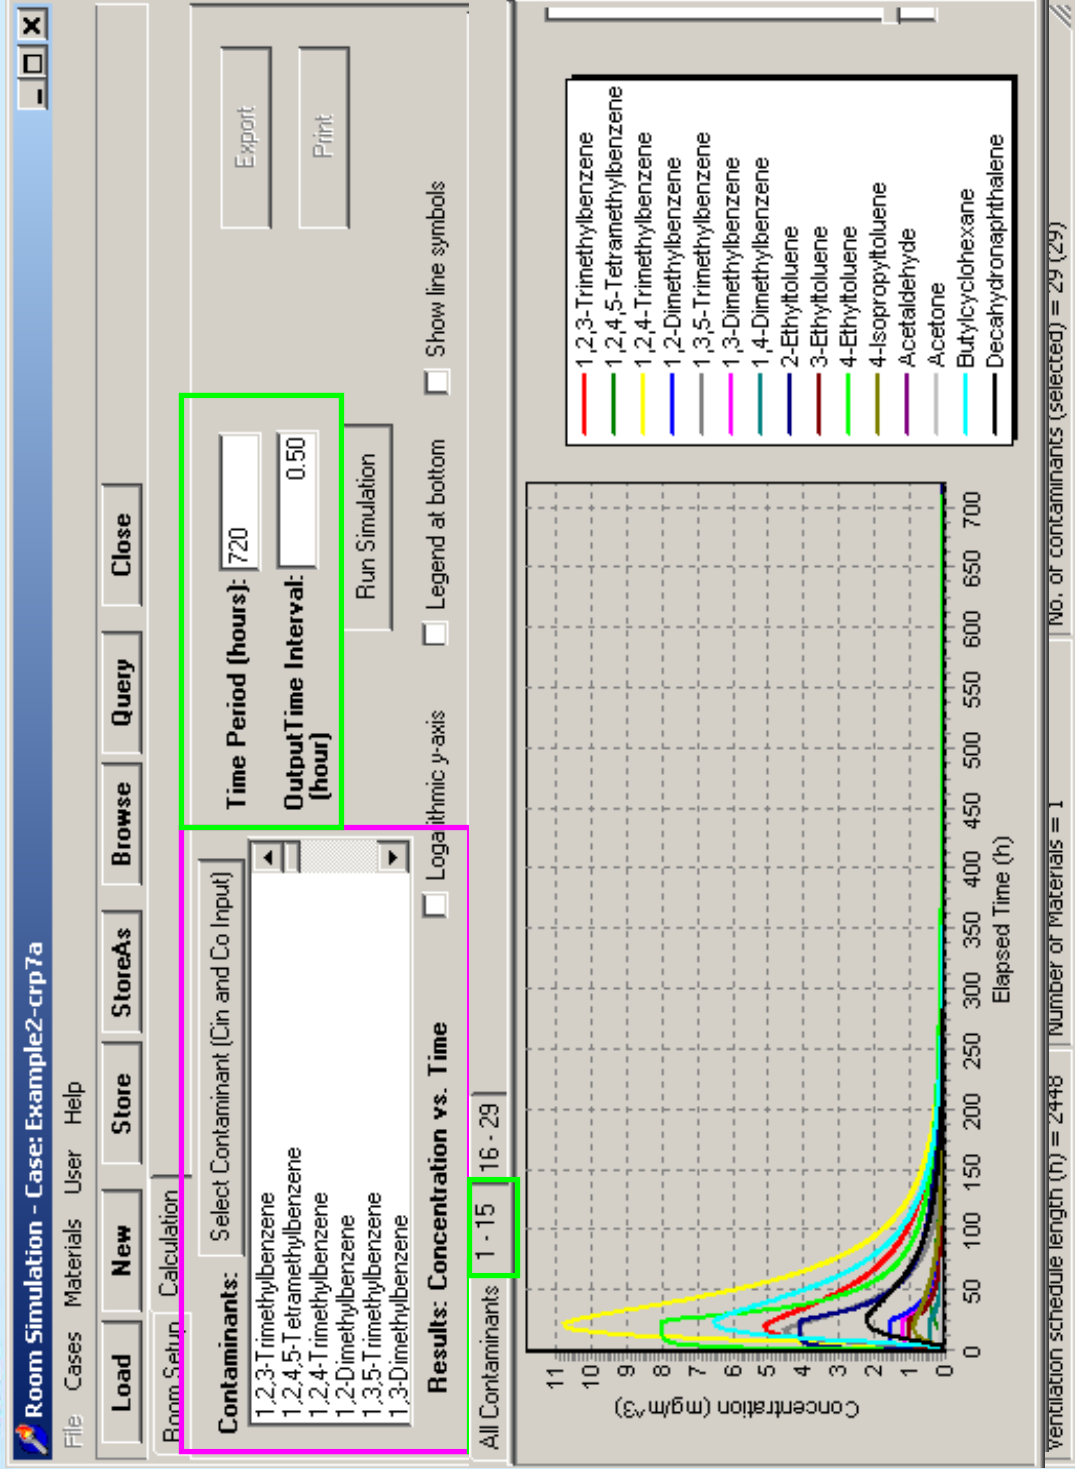 Room Simulation - Case: Example2-crp7a
File Cases Materials User Help
Load New Store StoreAs Browse Query Close
Room Setup Calculation
Contaminants: Select Contaminant (Cin and Co Input)
1,2,3-Trimethylbenzene
1,2,4,5-Tetramethylbenzene
1,2,4-Trimethylbenzene
1,2-Dimethylbenzene
1,3,5-Trimethylbenzene
1,3-Dimethylbenzene
Time Period (hours): 720
OutputTime Interval: 0.50
(hour)
Run Simulation
Export
Print
Results: Concentration vs. Time
Logarithmic y-axis
Legend at bottom
Show line symbols
All Contaminants 1 - 15 16 - 29
Concentration (mg/m^3)
11
10
9
8
7
6
5
4
3
2
1
0
0 50 100 150 200 250 300 350 400 450 500 550 600 650 700
Elapsed Time (h)
1,2,3-Trimethylbenzene
1,2,4,5-Tetramethylbenzene
1,2,4-Trimethylbenzene
1,2-Dimethylbenzene
1,3,5-Trimethylbenzene
1,3-Dimethylbenzene
1,4-Dimethylbenzene
2-Ethyltoluene
3-Ethyltoluene
4-Ethyltoluene
4-Isopropyltoluene
Acetaldehyde
Acetone
Butylcyclohexane
Decahydronaphthalene
Ventilation schedule length (h) = 2448
Number of Materials = 1
No. of contaminants (selected) = 29 (29)